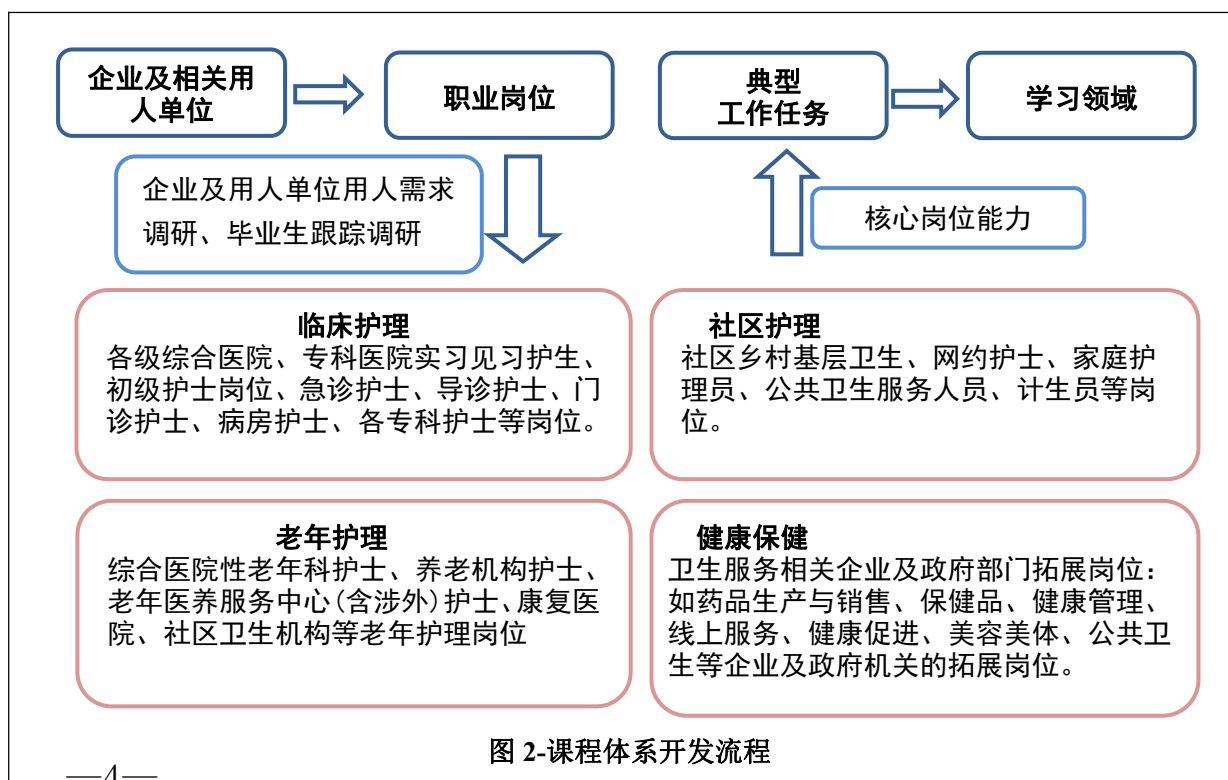 企业及相关用
人单位
职业岗位
典型
工作任务
学习领域
企业及用人单位用人需求
调研、毕业生跟踪调研
核心岗位能力
临床护理
各级综合医院、专科医院实习见习护生、
初级护士岗位、急诊护士、导诊护士、门
诊护士、病房护士、各专科护士等岗位。
社区护理
社区乡村基层卫生、网约护士、家庭护
理员、公共卫生服务人员、计生员等岗
位。
老年护理
综合医院性老年科护士、养老机构护士、
老年医养服务中心(含涉外)护士、康复医
院、社区卫生机构等老年护理岗位
健康保健
卫生服务相关企业及政府部门拓展岗位：
如药品生产与销售、保健品、健康管理、
线上服务、健康促进、美容美体、公共卫
生等企业及政府机关的拓展岗位。
图 2-课程体系开发流程
—4—